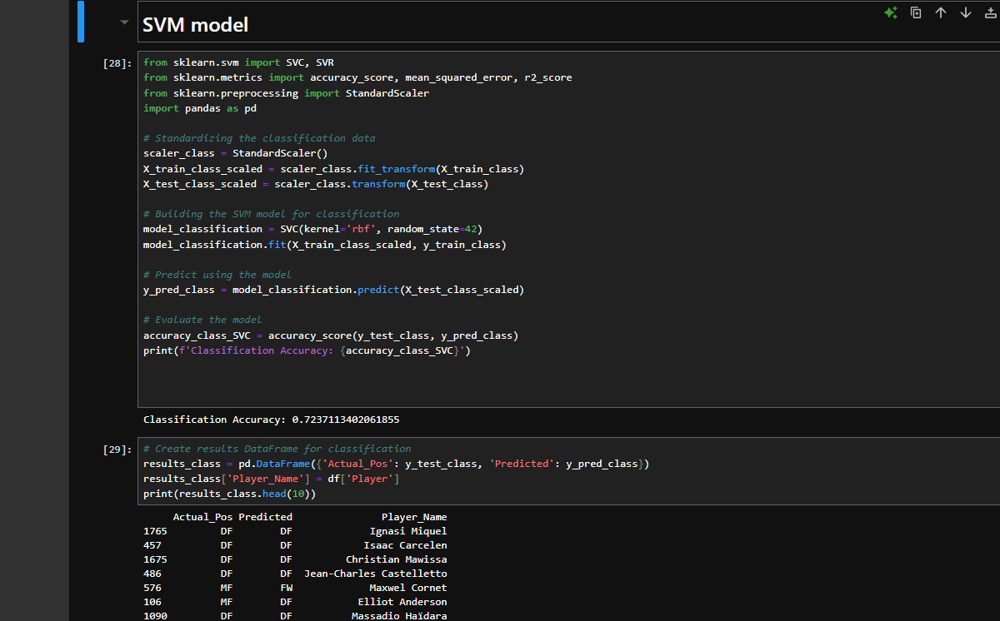 SVM model
[28]:
from sklearn.svm import SVC, SVR
from sklearn.metrics import accuracy_score, mean_squared_error, r2_score
from sklearn.preprocessing import StandardScaler
import pandas as pd
# Standardizing the classification data
scaler_class = StandardScaler()
X_train_class_scaled = scaler_class.fit_transform(X_train_class)
X_test_class_scaled = scaler_class.transform(X_test_class)
# Building the SVM model for classification
model_classification = SVC(kernel='rbf', random_state=42)
model_classification.fit(X_train_class_scaled, y_train_class)
# Predict using the model
y_pred_class = model_classification.predict(X_test_class_scaled)
# Evaluate the model
accuracy_class_SVC = accuracy_score(y_test_class, y_pred_class)
print(f'Classification Accuracy: {accuracy_class_SVC}')
Classification Accuracy: 0.7237113402061855
[29]:
# Create results DataFrame for classification
results_class = pd.DataFrame({'Actual_Pos': y_test_class, 'Predicted': y_pred_class})
results_class['Player_Name'] = df['Player']
print(results_class.head(10))
Actual_Pos Predicted Player_Name
1765 DF DF Ignasi Miquel
457 DF DF Isaac Carcelen
1675 DF DF Christian Mawissa
486 DF DF Jean-Charles Castelletto
576 MF FW Maxwel Cornet
106 MF DF Elliot Anderson
1090 DF DF Massadio Haïdara